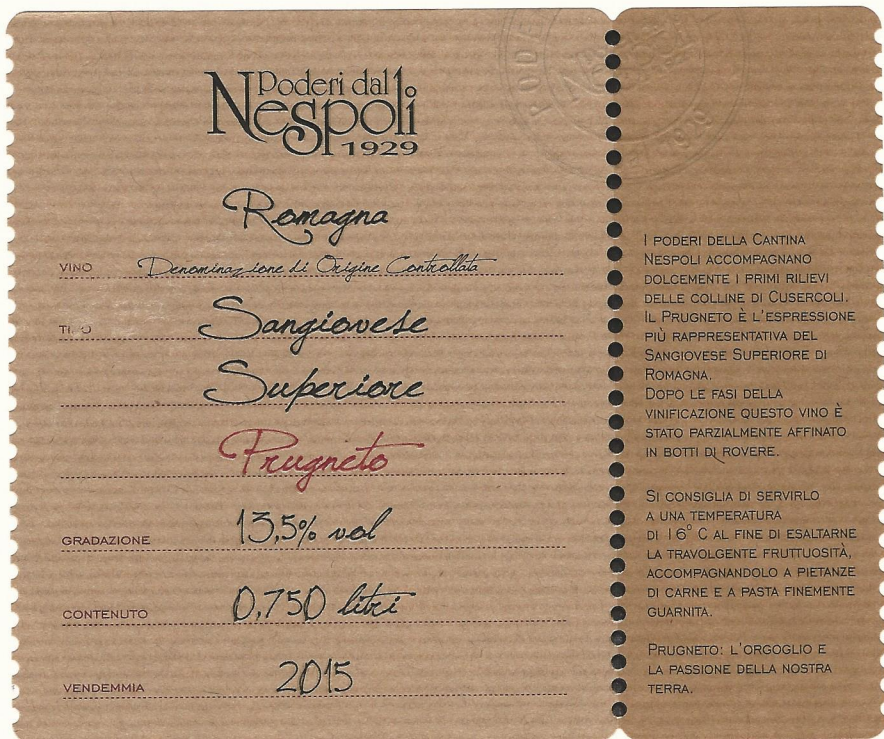 Poderi dal
Nespoli
1929
Romagna
VINO Denominazione di Origine Controllata
TIPO Sangiovese
Superiore
Prugneto
GRADAZIONE 13,5% vol
CONTENUTO 0,750 litri
VENDEMMIA 2015
I PODERI DELLA CANTINA
NESPOLI ACCOMPAGNANO
DOLCEMENTE I PRIMI RILIEVI
DELLE COLLINE DI CUSERCOLI.
IL PRUGNETO È L'ESPRESSIONE
PIÙ RAPPRESENTATIVA DEL
SANGIOVESE SUPERIORE DI
ROMAGNA.
DOPO LE FASI DELLA
VINIFICAZIONE QUESTO VINO È
STATO PARZIALMENTE AFFINATO
IN BOTTI DI ROVERE.
SI CONSIGLIA DI SERVIRLO
A UNA TEMPERATURA
DI 16° C AL FINE DI ESALTARNE
LA TRAVOLGENTE FRUTTUOSITÀ,
ACCOMPAGNANDOLO A PIETANZE
DI CARNE E A PASTA FINEMENTE
GUARNITA.
PRUGNETO: L'ORGOGLIO E
LA PASSIONE DELLA NOSTRA
TERRA.